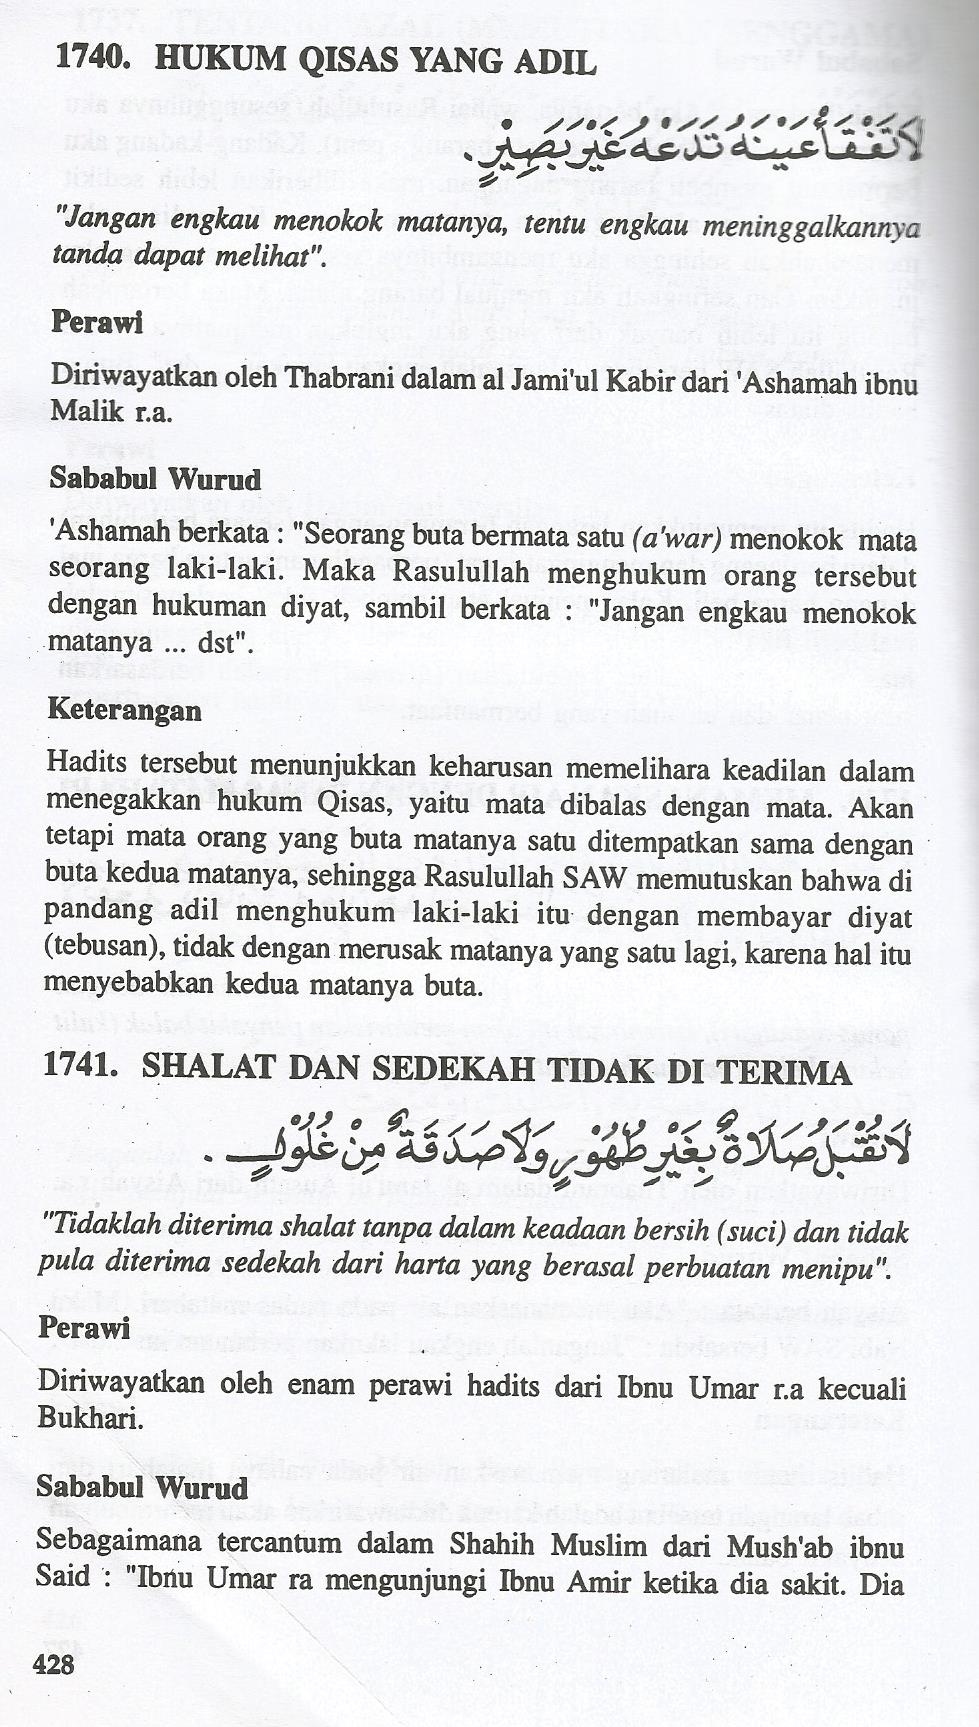 1740. HUKUM QISAS YANG ADIL
لَا تَفْقَأْ عَيْنَهُ تَدَعْهُ غَيْرَ بَصِيْرٍ .
"Jangan engkau menokok matanya, tentu engkau meninggalkannya
tanda dapat melihat".
Perawi
Diriwayatkan oleh Thabrani dalam al Jami'ul Kabir dari 'Ashamah ibnu
Malik r.a.
Sababul Wurud
'Ashamah berkata : "Seorang buta bermata satu (a'war) menokok mata
seorang laki-laki. Maka Rasulullah menghukum orang tersebut
dengan hukuman diyat, sambil berkata : "Jangan engkau menokok
matanya ... dst".
Keterangan
Hadits tersebut menunjukkan keharusan memelihara keadilan dalam
menegakkan hukum Qisas, yaitu mata dibalas dengan mata. Akan
tetapi mata orang yang buta matanya satu ditempatkan sama dengan
buta kedua matanya, sehingga Rasulullah SAW memutuskan bahwa di
pandang adil menghukum laki-laki itu dengan membayar diyat
(tebusan), tidak dengan merusak matanya yang satu lagi, karena hal itu
menyebabkan kedua matanya buta.
1741. SHALAT DAN SEDEKAH TIDAK DI TERIMA
لَا تُقْبَلُ صَلَاةٌ بِغَيْرِ طُهُوْرٍ وَلَا صَدَقَةٌ مِنْ غُلُوْلٍ .
"Tidaklah diterima shalat tanpa dalam keadaan bersih (suci) dan tidak
pula diterima sedekah dari harta yang berasal perbuatan menipu".
Perawi
Diriwayatkan oleh enam perawi hadits dari Ibnu Umar r.a kecuali
Bukhari.
Sababul Wurud
Sebagaimana tercantum dalam Shahih Muslim dari Mush'ab ibnu
Said : "Ibnu Umar ra mengunjungi Ibnu Amir ketika dia sakit. Dia
428